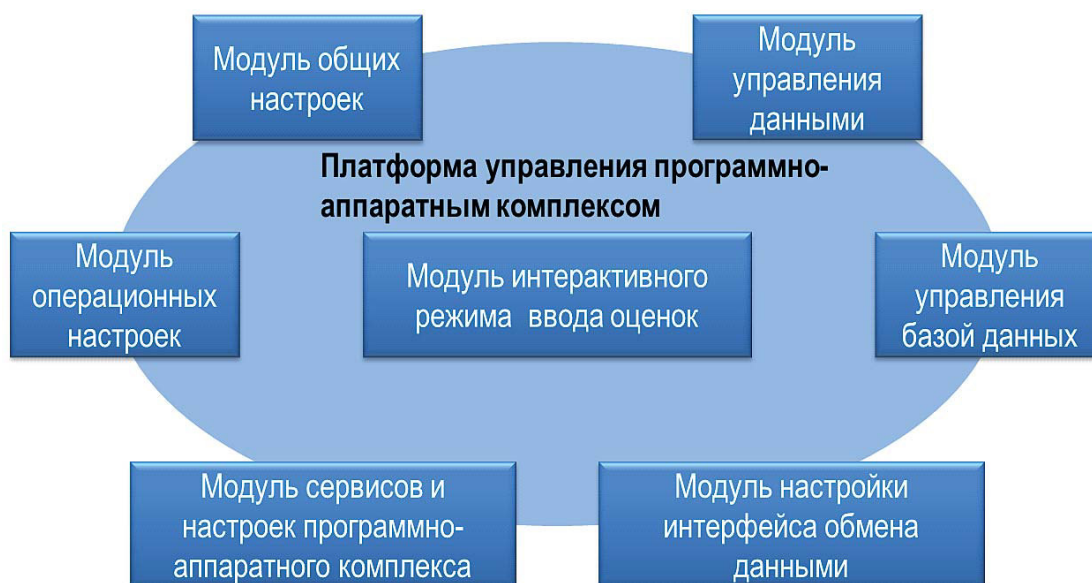 Модуль общих
настроек
Модуль
управления
данными
Платформа управления программно-
аппаратным комплексом
Модуль
операционных
настроек
Модуль интерактивного
режима ввода оценок
Модуль
управления
базой данных
Модуль сервисов и
настроек программно-
аппаратного комплекса
Модуль настройки
интерфейса обмена
данными